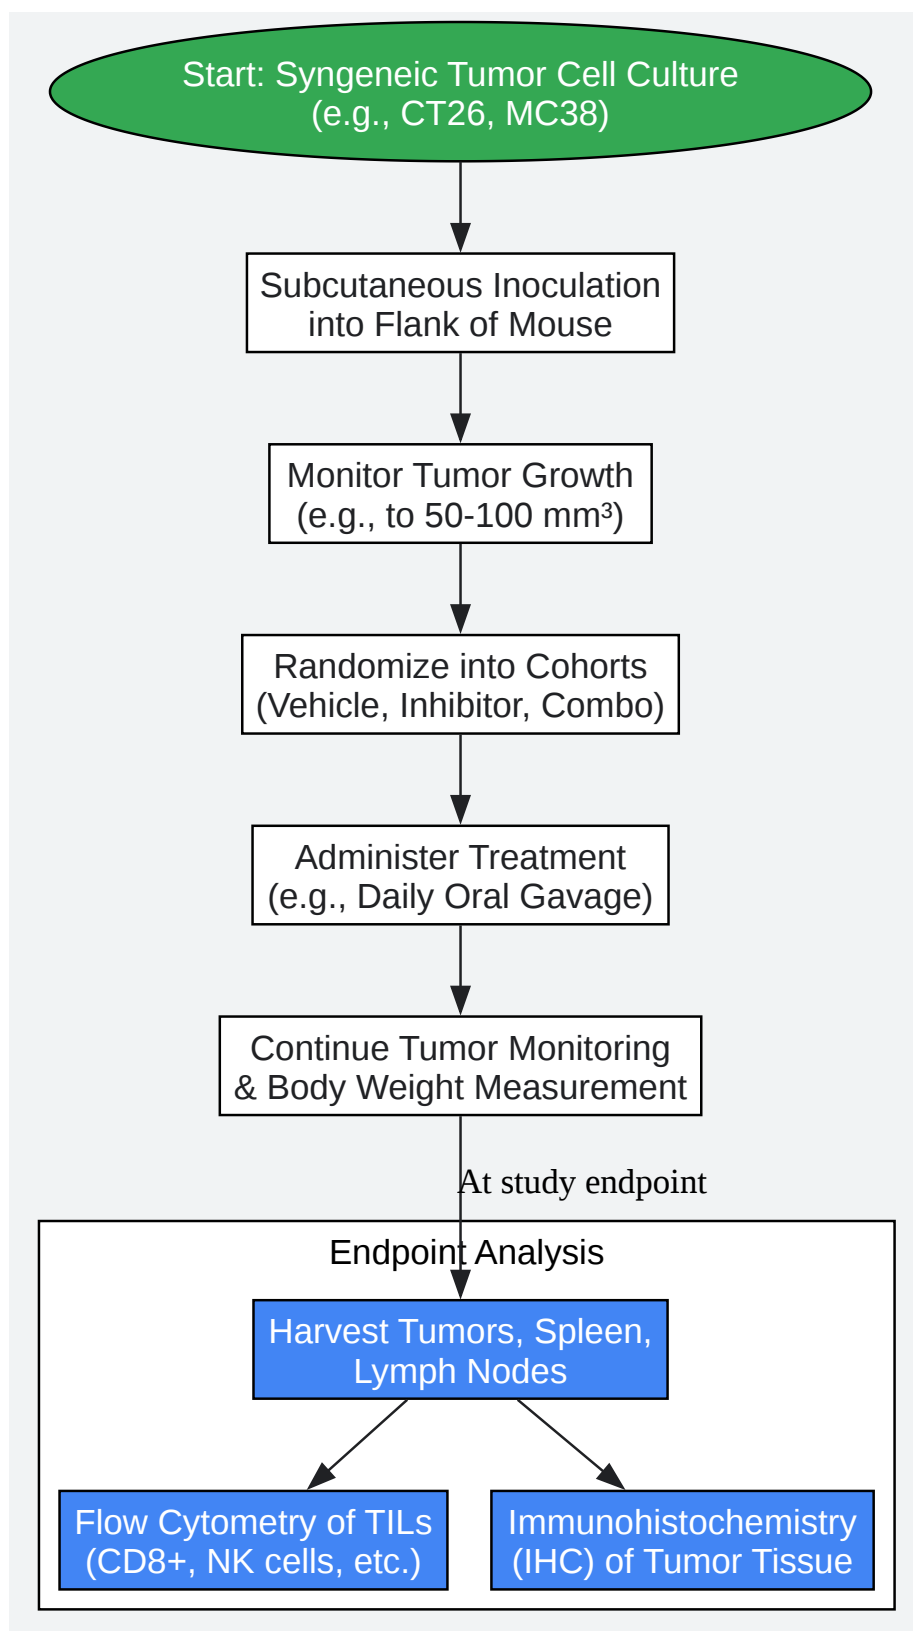 Start: Syngeneic Tumor Cell Culture
(e.g., CT26, MC38)
Subcutaneous Inoculation
into Flank of Mouse
Monitor Tumor Growth
(e.g., to 50-100 mm³)
Randomize into Cohorts
(Vehicle, Inhibitor, Combo)
Administer Treatment
(e.g., Daily Oral Gavage)
Continue Tumor Monitoring
& Body Weight Measurement
At study endpoint
Endpoint Analysis
Harvest Tumors, Spleen,
Lymph Nodes
Flow Cytometry of TILs
(CD8+, NK cells, etc.)
Immunohistochemistry
(IHC) of Tumor Tissue